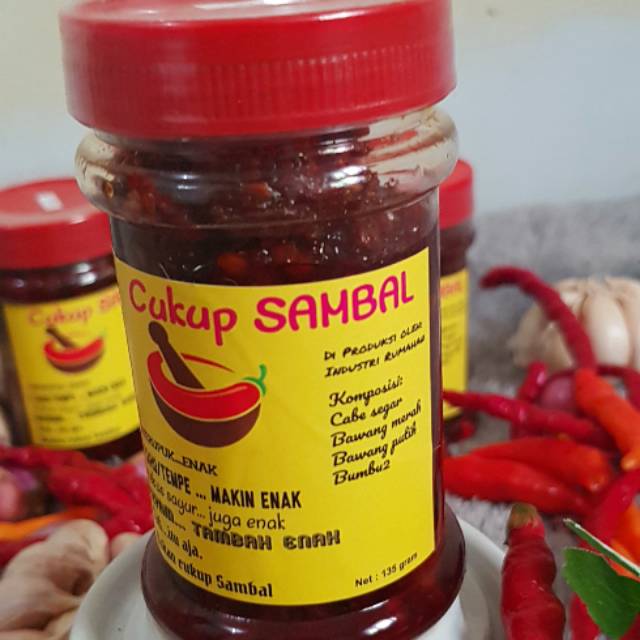 Cukup SAMBAL
Di Produksi oleh
Industri Rumahan
Komposisi:
Cabe segar
Bawang merah
Bawang putih
Bumbu2
ENAK
TEMPE ... MAKIN ENAK
sayur... juga enak
TAMBAH ENAK
aja.
cukup Sambal
Net : 135 gram
Cukup